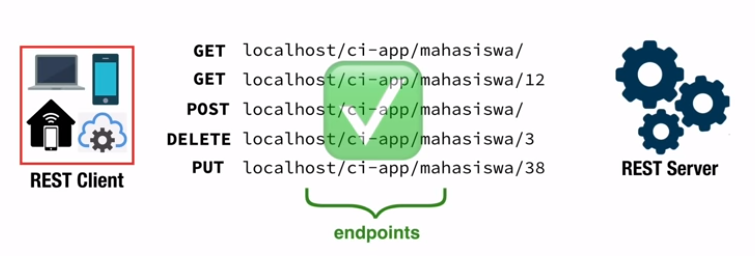 GET localhost/ci-app/mahasiswa/
GET localhost/ci-app/mahasiswa/12
POST localhost/ci-app/mahasiswa/
DELETE localhost/ci-app/mahasiswa/3
PUT localhost/ci-app/mahasiswa/38
REST Client
REST Server
endpoints